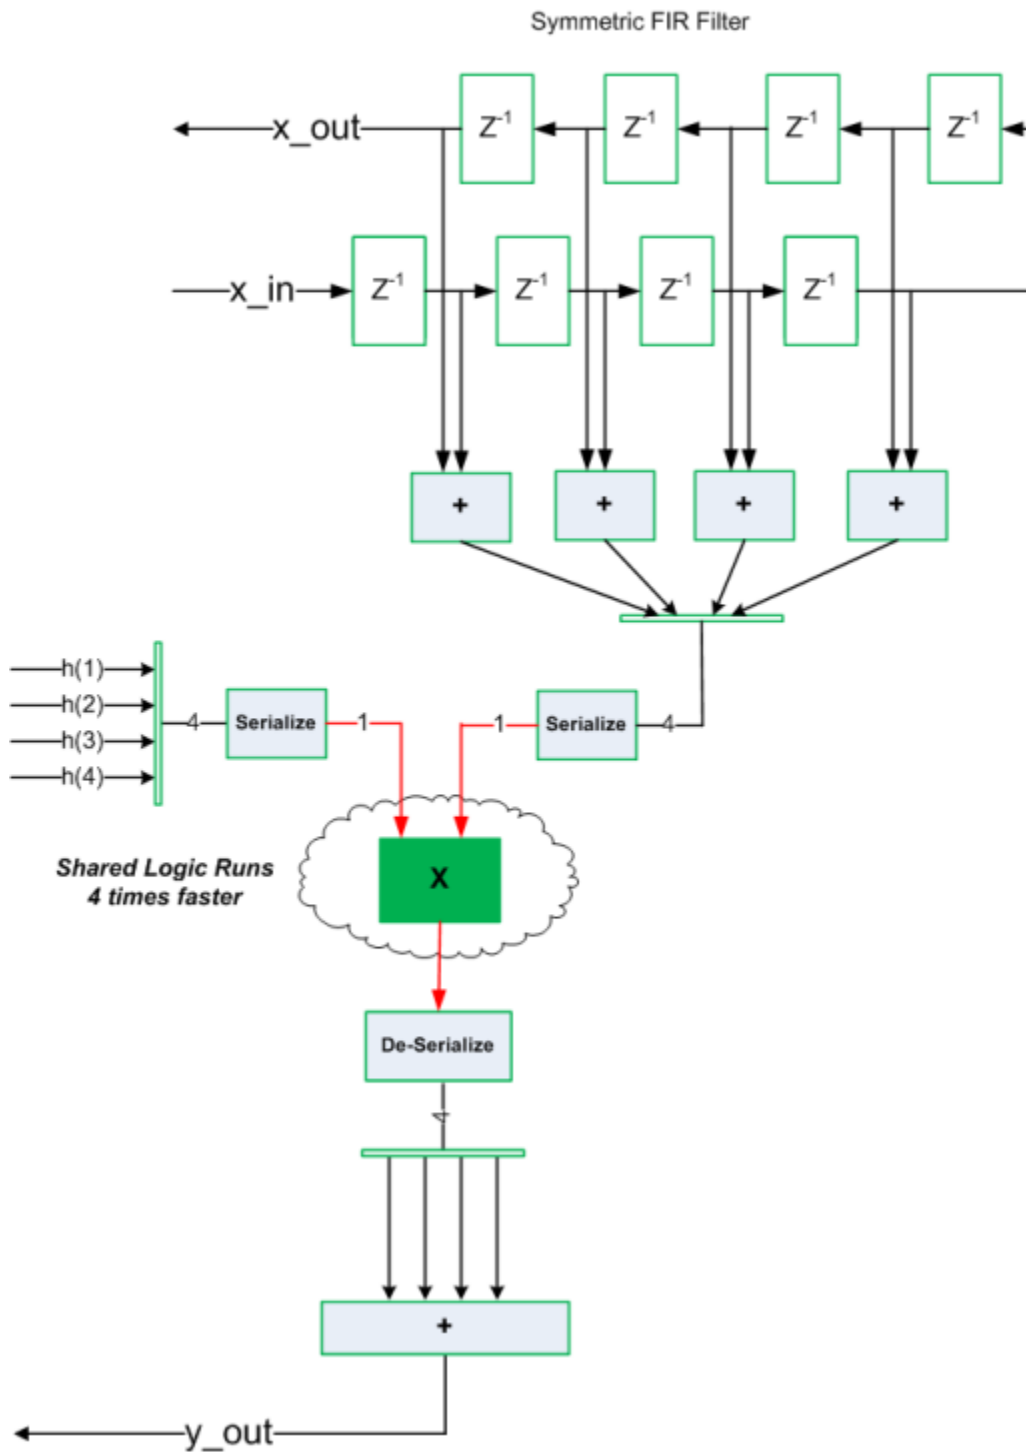 Symmetric FIR Filter
x_out Z⁻¹ Z⁻¹ Z⁻¹ Z⁻¹
x_in Z⁻¹ Z⁻¹ Z⁻¹ Z⁻¹
+ + + +
h(1)
h(2)
h(3)
h(4)
4 Serialize 1 1 Serialize 4
Shared Logic Runs
4 times faster
X
De-Serialize
4
+
y_out